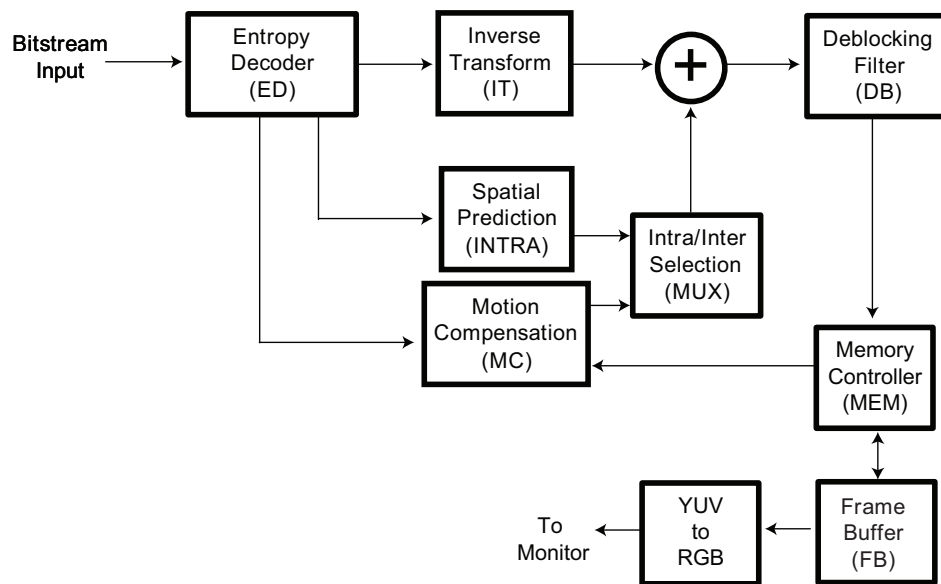 Bitstream
Input
Entropy
Decoder
(ED)
Inverse
Transform
(IT)
+
Deblocking
Filter
(DB)
Spatial
Prediction
(INTRA)
Intra/Inter
Selection
(MUX)
Motion
Compensation
(MC)
Memory
Controller
(MEM)
To
Monitor
YUV
to
RGB
Frame
Buffer
(FB)